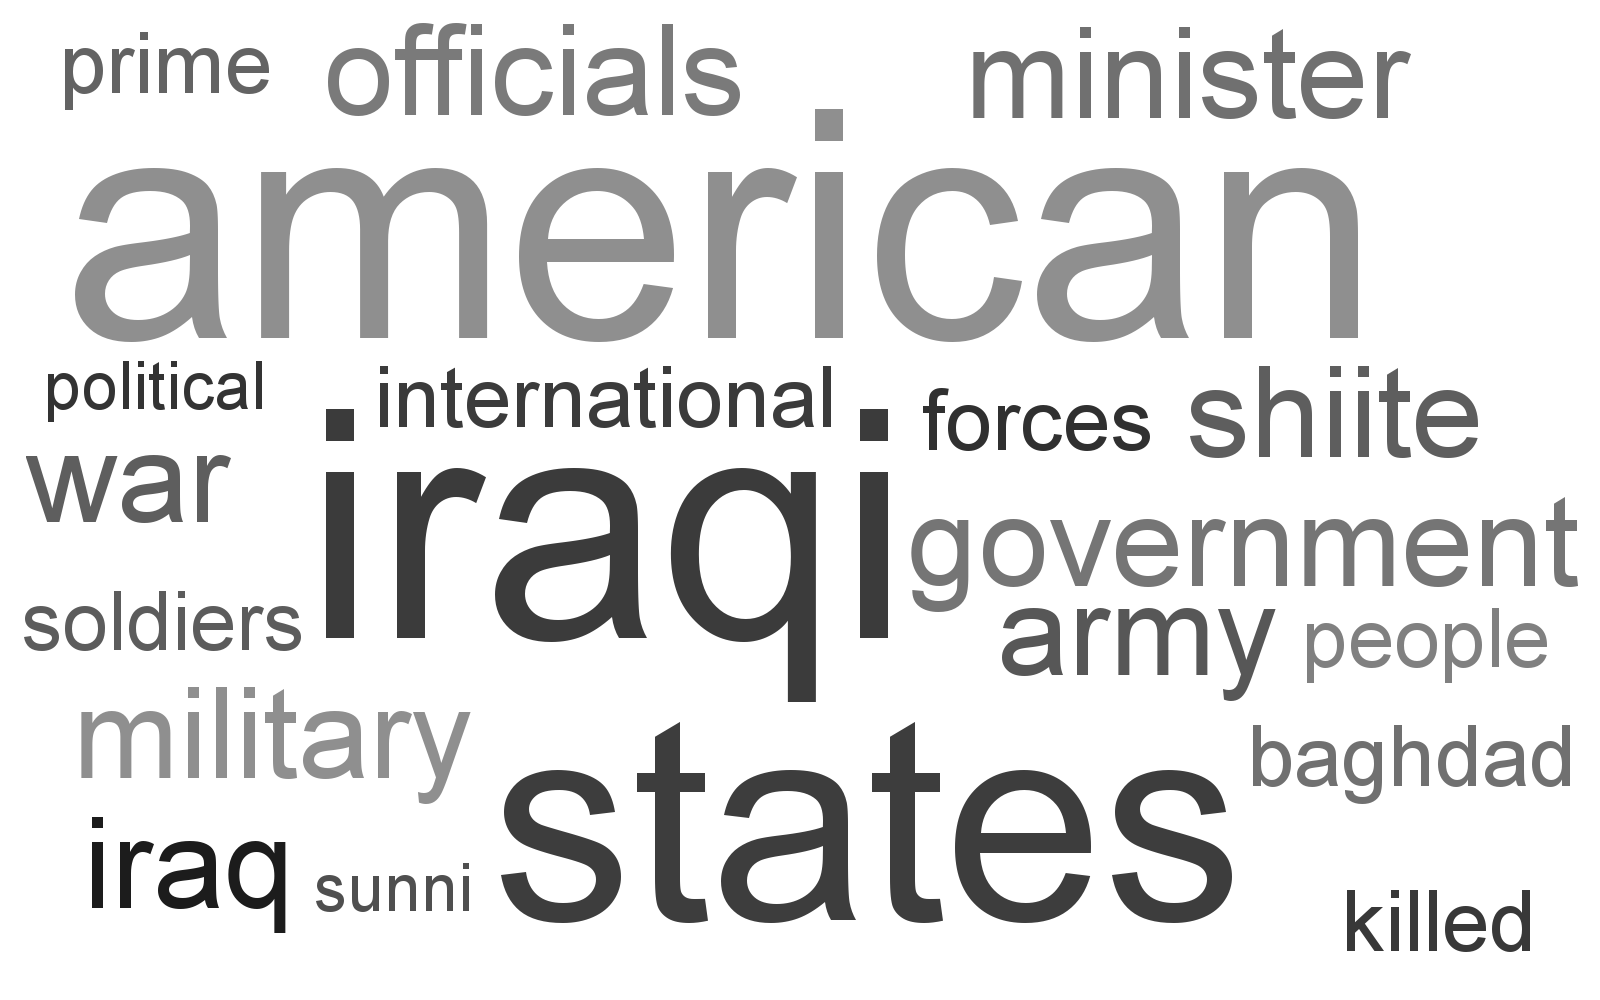 prime officials minister
american
political international forces shiite
war iraqi government
soldiers army people
military states baghdad
iraq sunni killed